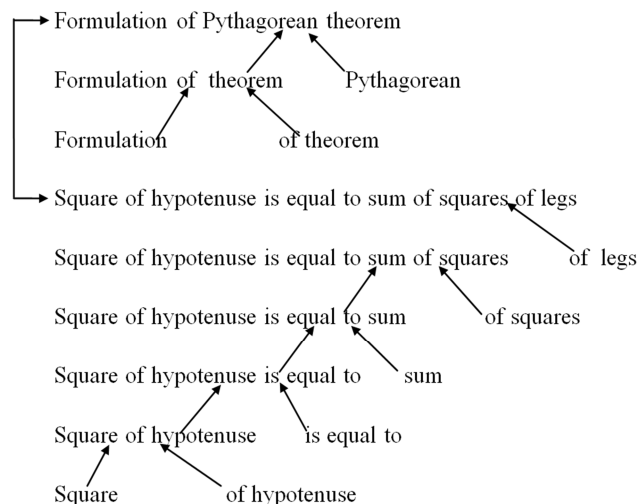 Formulation of Pythagorean theorem
Formulation of theorem Pythagorean
Formulation of theorem
Square of hypotenuse is equal to sum of squares of legs
of legs
Square of hypotenuse is equal to sum of squares
Square of hypotenuse is equal to sum of squares
Square of hypotenuse is equal to sum
Square of hypotenuse is equal to
Square of hypotenuse